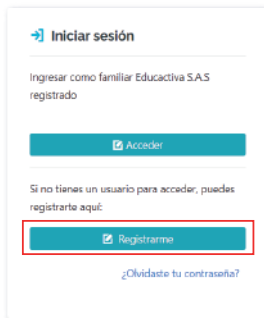 Iniciar sesión
Ingresar como familiar Educactiva S.A.S
registrado
Acceder
Si no tienes un usuario para acceder, puedes
registrarte aquí:
Registrarme
¿Olvidaste tu contraseña?